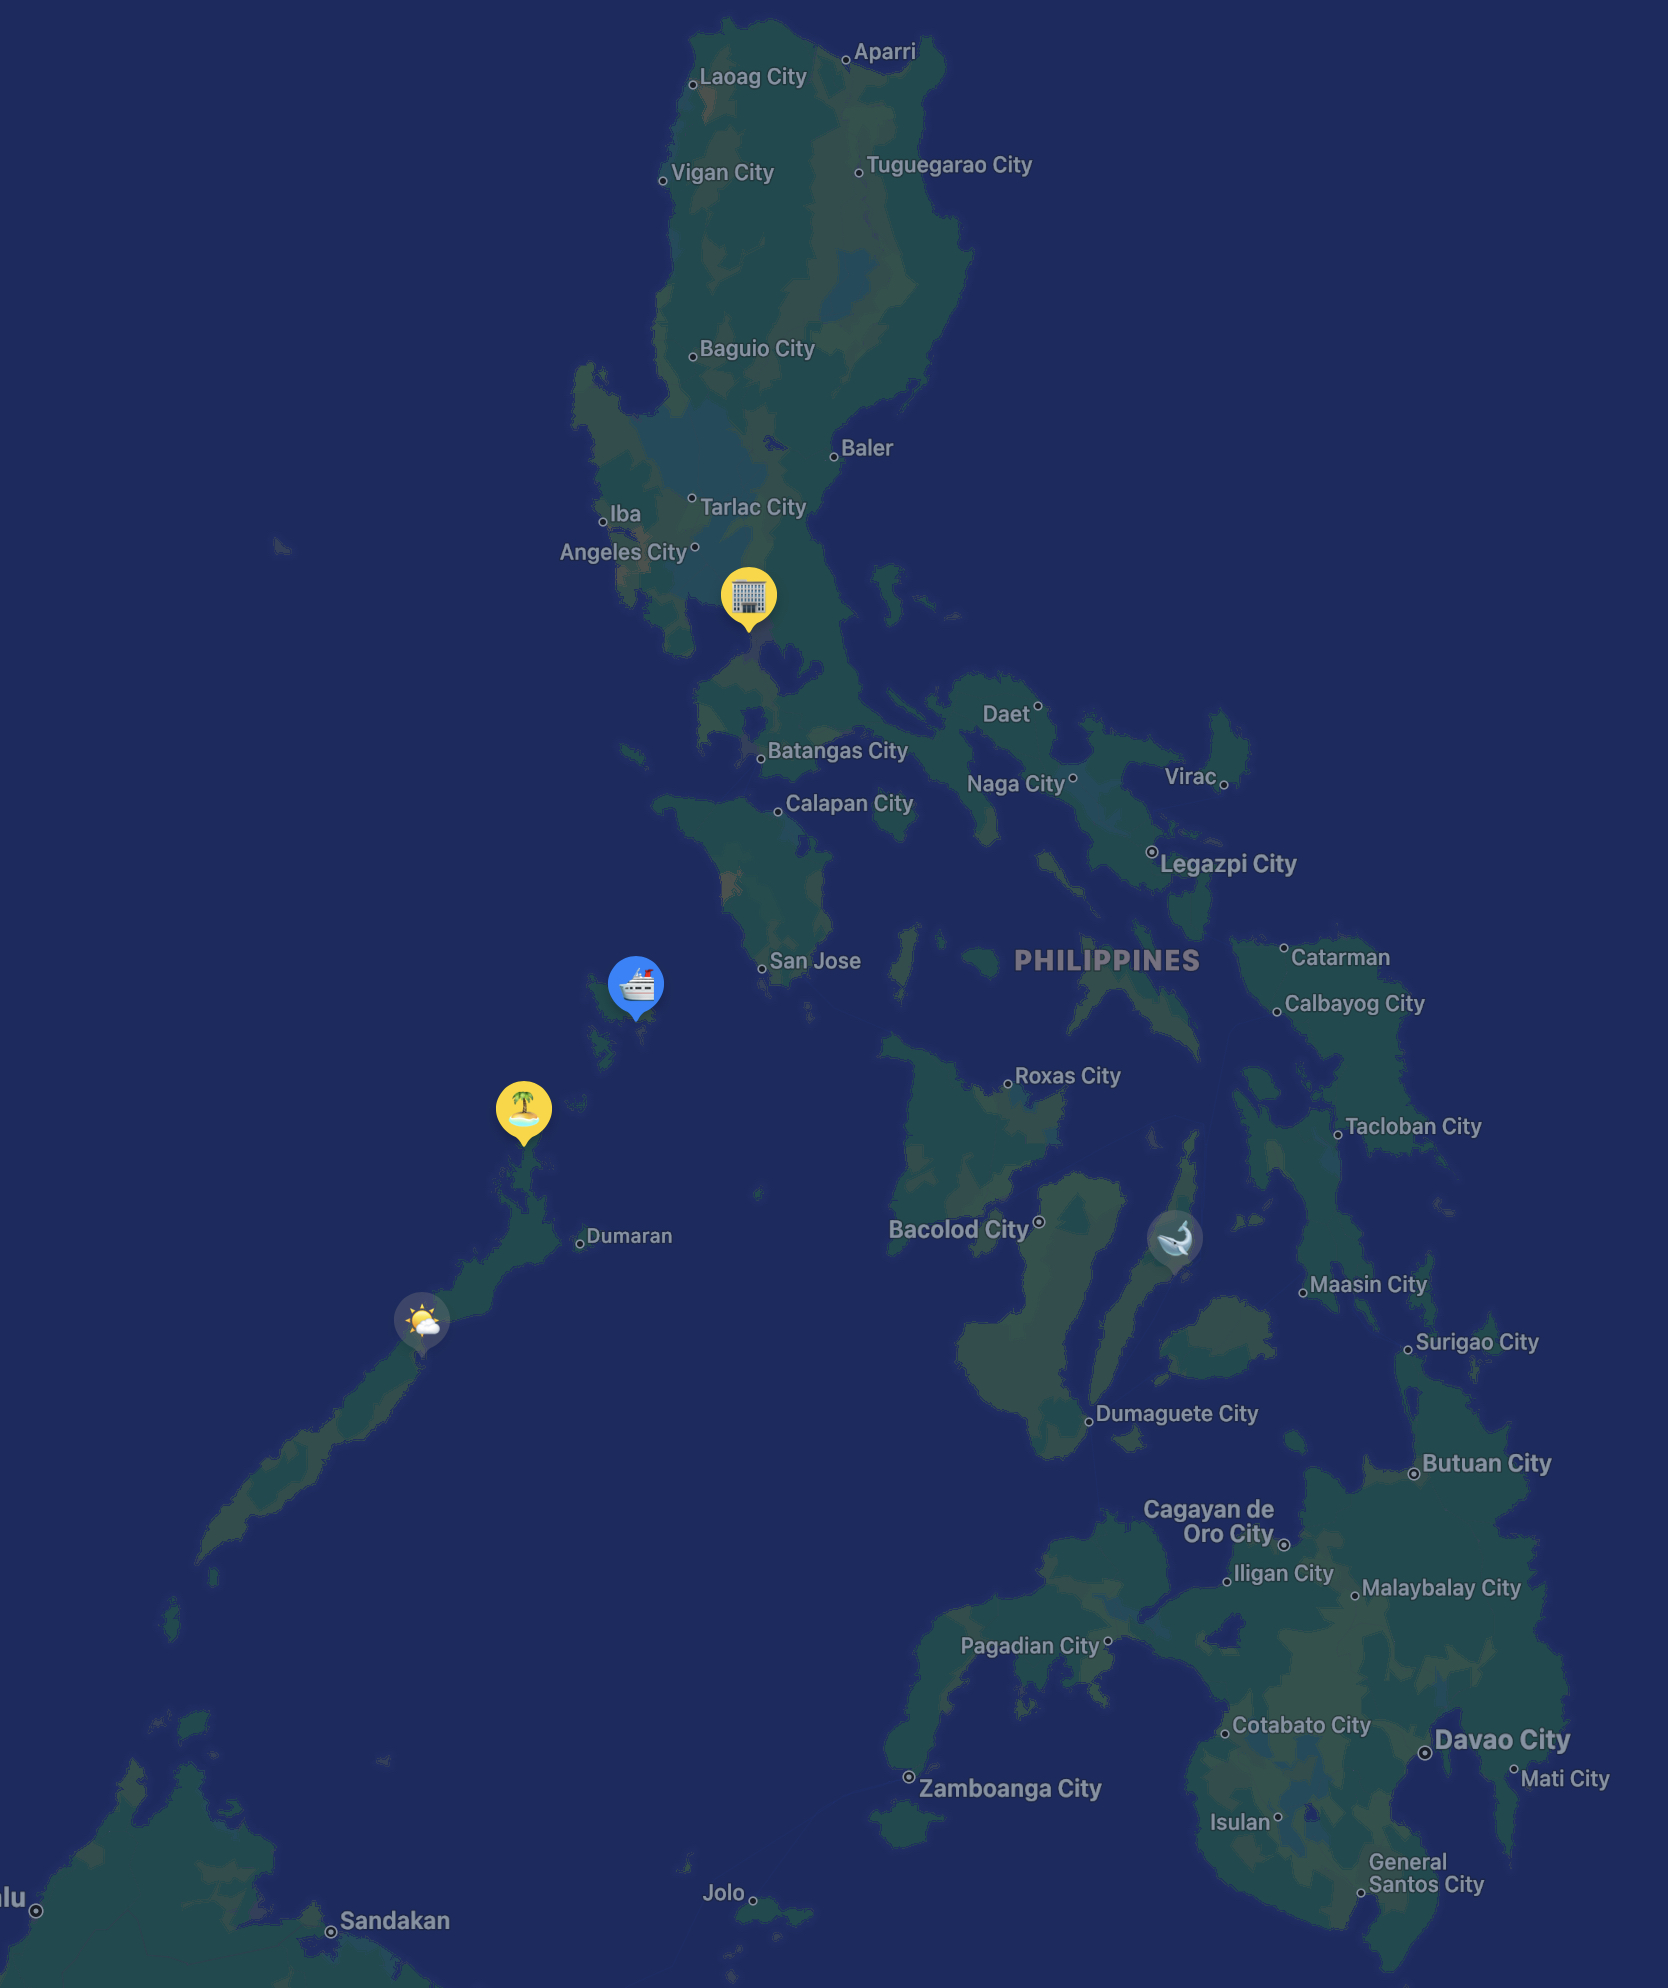 Aparri
Laoag City
Tuguegarao City
Vigan City
Baguio City
Baler
Tarlac City
Iba
Angeles City
Daet
Batangas City
Naga City
Virac
Calapan City
Legazpi City
PHILIPPINES
San Jose
Catarman
Calbayog City
Roxas City
Tacloban City
Bacolod City
Dumaran
Maasin City
Surigao City
Dumaguete City
Butuan City
Cagayan de
Oro City
Iligan City
Malaybalay City
Pagadian City
Cotabato City
Davao City
Mati City
Zamboanga City
Isulan
General
Santos City
Jolo
lu
Sandakan